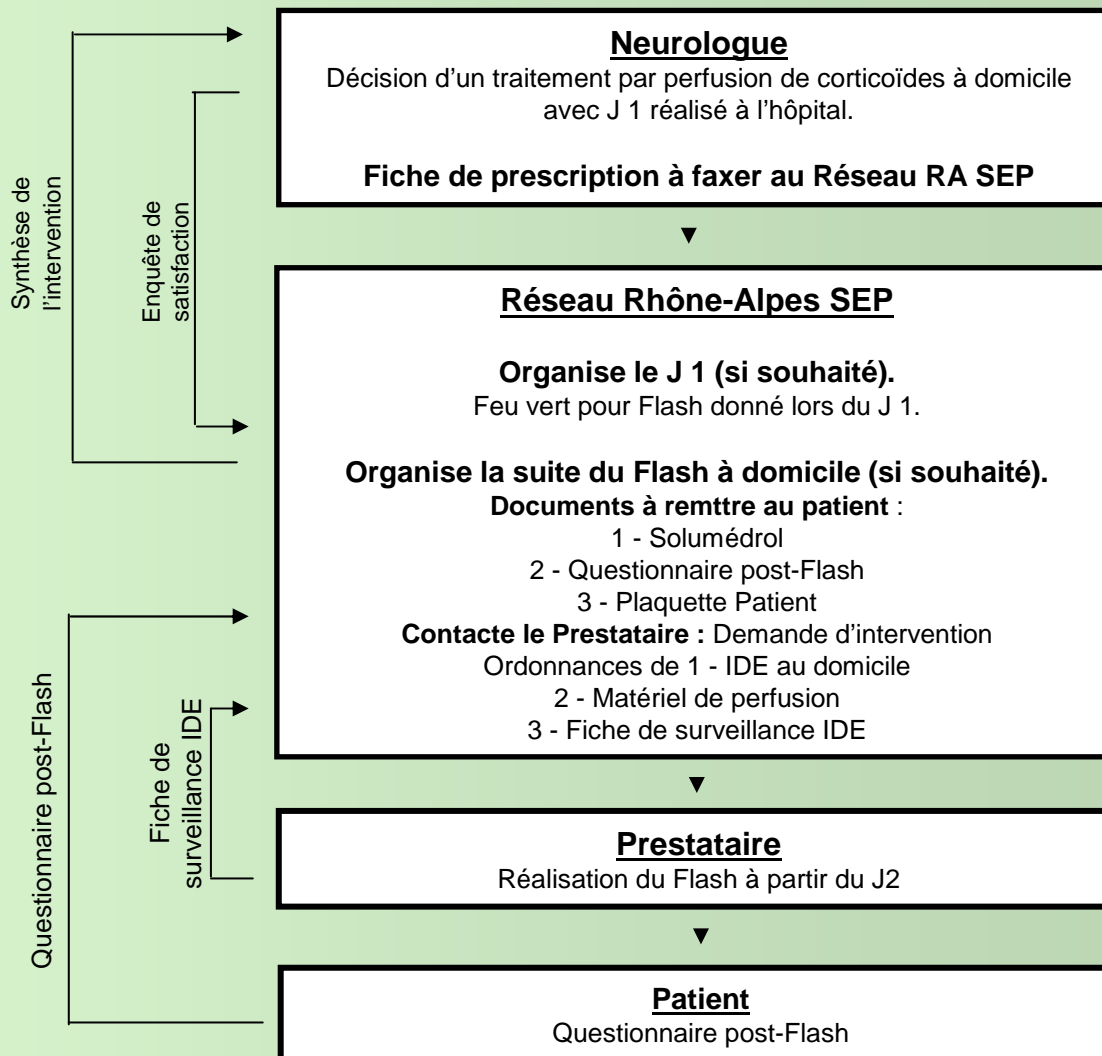 Neurologue
Décision d'un traitement par perfusion de corticoïdes à domicile
avec J 1 réalisé à l'hôpital.
Fiche de prescription à faxer au Réseau RA SEP
Synthèse de
l'intervention
Enquête de
satisfaction
Réseau Rhône-Alpes SEP
Organise le J 1 (si souhaité).
Feu vert pour Flash donné lors du J 1.
Organise la suite du Flash à domicile (si souhaité).
Documents à remttre au patient :
1 - Solumédrol
2 - Questionnaire post-Flash
3 - Plaquette Patient
Contacte le Prestataire : Demande d'intervention
Ordonnances de 1 - IDE au domicile
2 - Matériel de perfusion
3 - Fiche de surveillance IDE
Questionnaire post-Flash
Fiche de
surveillance IDE
Prestataire
Réalisation du Flash à partir du J2
Patient
Questionnaire post-Flash